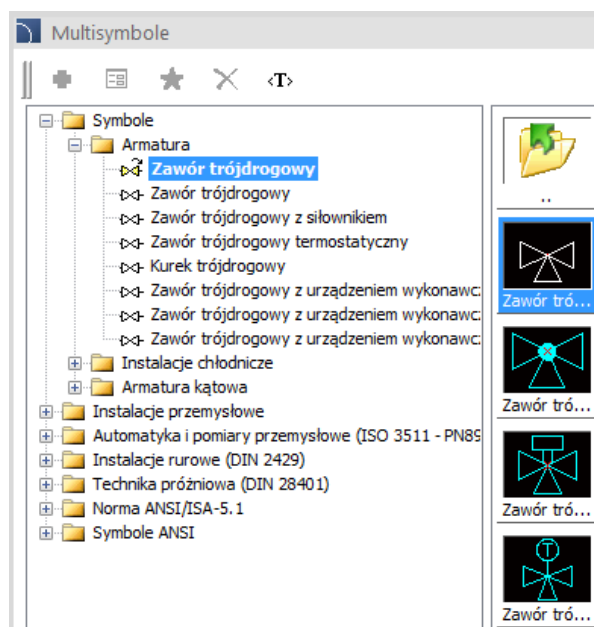 Multisymbole
<T>
Symbole
Armatura
Zawór trójdrogowy
Zawór trójdrogowy
Zawór trójdrogowy z siłownikiem
Zawór trójdrogowy termostatyczny
Kurek trójdrogowy
Zawór trójdrogowy z urządzeniem wykonawc
Zawór trójdrogowy z urządzeniem wykonawc
Zawór trójdrogowy z urządzeniem wykonawc
Instalacje chłodnicze
Armatura kątowa
Instalacje przemysłowe
Automatyka i pomiary przemysłowe (ISO 3511 - PN89
Instalacje rurowe (DIN 2429)
Technika próżniowa (DIN 28401)
Norma ANSI/ISA-5.1
Symbole ANSI
..
Zawór tró...
Zawór tró...
Zawór tró...
T
Zawór tró...